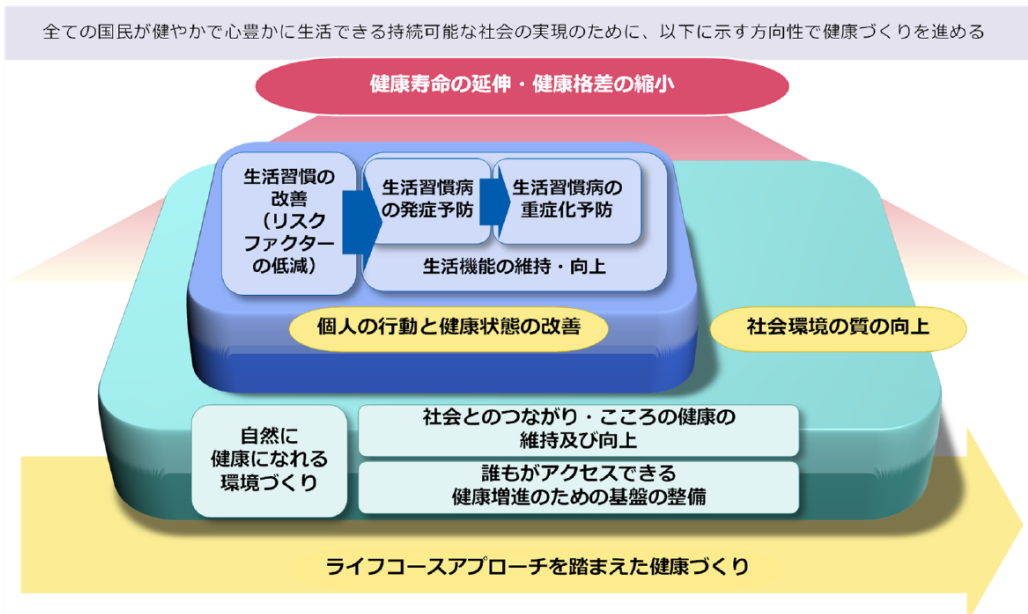 全ての国民が健やかで心豊かに生活できる持続可能な社会の実現のために、以下に示す方向性で健康づくりを進める
健康寿命の延伸・健康格差の縮小
生活習慣の
改善
（リスク
ファクター
の低減）
生活習慣病
の発症予防
生活習慣病の
重症化予防
生活機能の維持・向上
個人の行動と健康状態の改善
社会環境の質の向上
自然に
健康になれる
環境づくり
社会とのつながり・こころの健康の
維持及び向上
誰もがアクセスできる
健康増進のための基盤の整備
ライフコースアプローチを踏まえた健康づくり